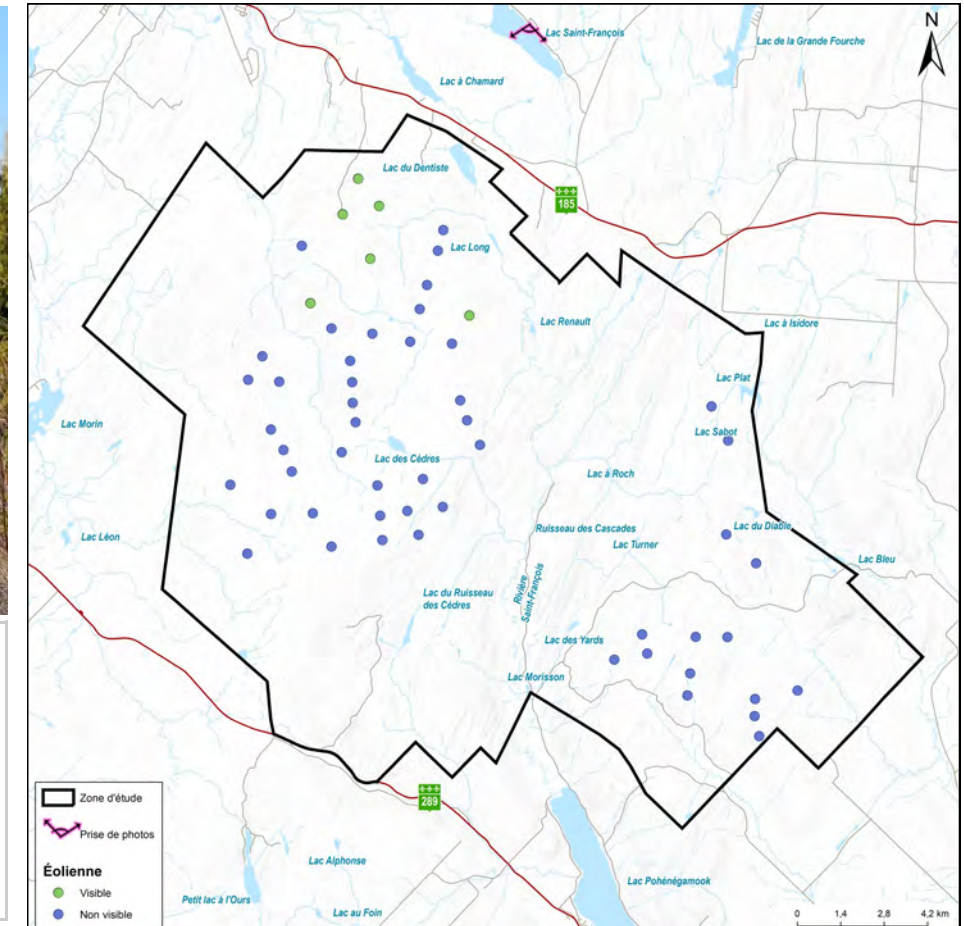 N
Lac Saint-François
Lac de la Grande Fourche
Lac à Chamard
Lac du Dentiste
185
Lac Long
Lac Renault
Lac à Isidore
Lac Plat
Lac Morin
Lac Sabot
Lac des Cèdres
Lac à Roch
Lac Léon
Ruisseau des Cascades
Lac du Diable
Lac Turner
Lac Bleu
Rivière
Saint-François
Lac du Ruisseau
des Cèdres
Lac des Yards
Lac Morisson
289
Zone d'étude
Prise de photos
Éolienne
Visible
Non visible
Lac Alphonse
Petit lac à l'Ours
Lac au Foin
Lac Pohénégamook
0 1,4 2,8 4,2 km